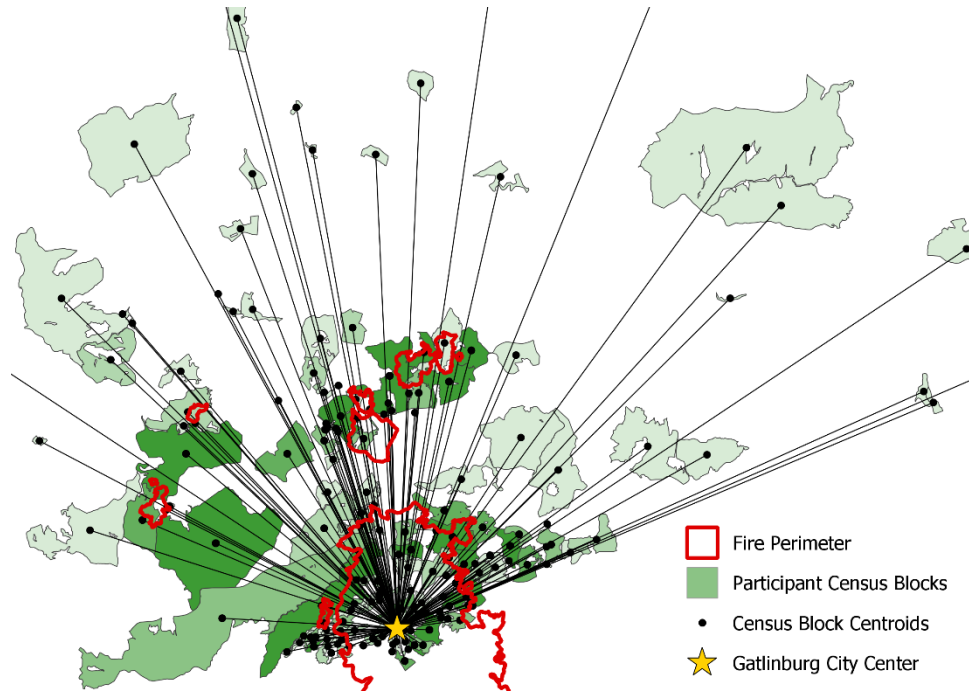 Fire Perimeter
Participant Census Blocks
Census Block Centroids
Gatlinburg City Center